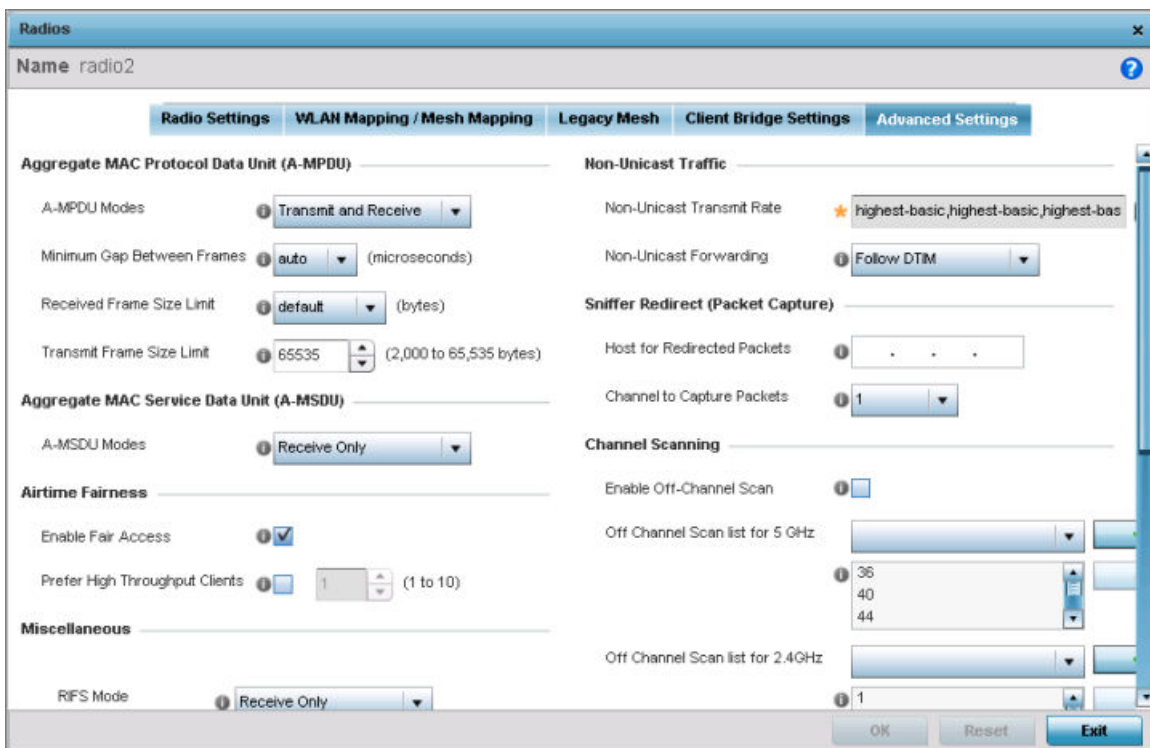 Radios
Name radio2
Radio Settings
WLAN Mapping / Mesh Mapping
Legacy Mesh
Client Bridge Settings
Advanced Settings
Aggregate MAC Protocol Data Unit (A-MPDU)
A-MPDU Modes Transmit and Receive
Minimum Gap Between Frames auto (microseconds)
Received Frame Size Limit default (bytes)
Transmit Frame Size Limit 65535 (2,000 to 65,535 bytes)
Aggregate MAC Service Data Unit (A-MSDU)
A-MSDU Modes Receive Only
Airtime Fairness
Enable Fair Access
Prefer High Throughput Clients 1 (1 to 10)
Miscellaneous
RIFS Mode Receive Only
Non-Unicast Traffic
Non-Unicast Transmit Rate highest-basic,highest-basic,highest-bas
Non-Unicast Forwarding Follow DTIM
Sniffer Redirect (Packet Capture)
Host for Redirected Packets . . .
Channel to Capture Packets 1
Channel Scanning
Enable Off-Channel Scan
Off Channel Scan list for 5 GHz
36
40
44
Off Channel Scan list for 2.4GHz
1
OK
Reset
Exit